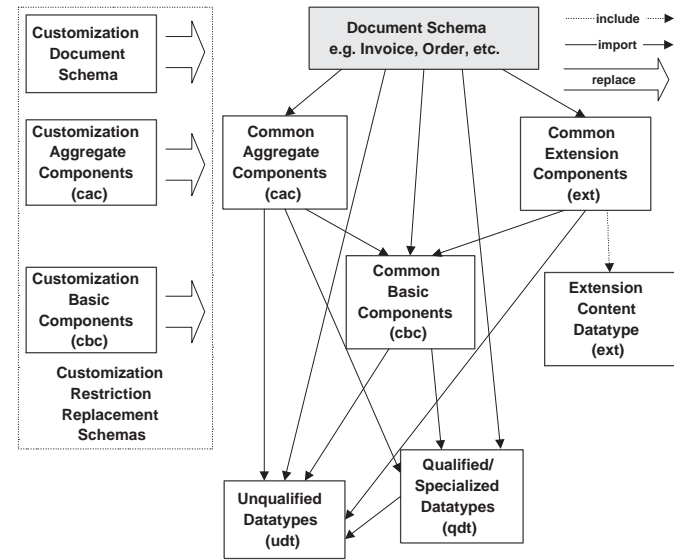 Customization
Document
Schema
Document Schema
e.g. Invoice, Order, etc.
include
import
replace
Customization
Aggregate
Components
(cac)
Common
Aggregate
Components
(cac)
Common
Extension
Components
(ext)
Customization
Basic
Components
(cbc)
Common
Basic
Components
(cbc)
Extension
Content
Datatype
(ext)
Customization
Restriction
Replacement
Schemas
Unqualified
Datatypes
(udt)
Qualified/
Specialized
Datatypes
(qdt)